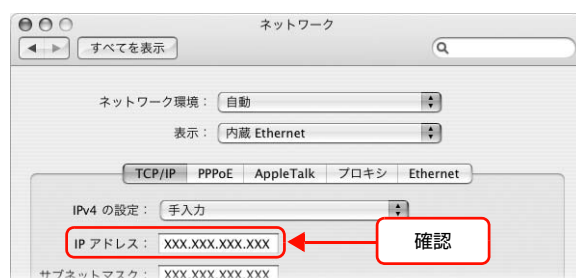 ネットワーク
すべてを表示
ネットワーク環境： 自動
表示： 内蔵 Ethernet
TCP/IP PPPoE AppleTalk プロキシ Ethernet
IPv4 の設定： 手入力
IP アドレス： XXX.XXX.XXX.XXX 確認
サブネットマスク： XXX.XXX.XXX.XXX